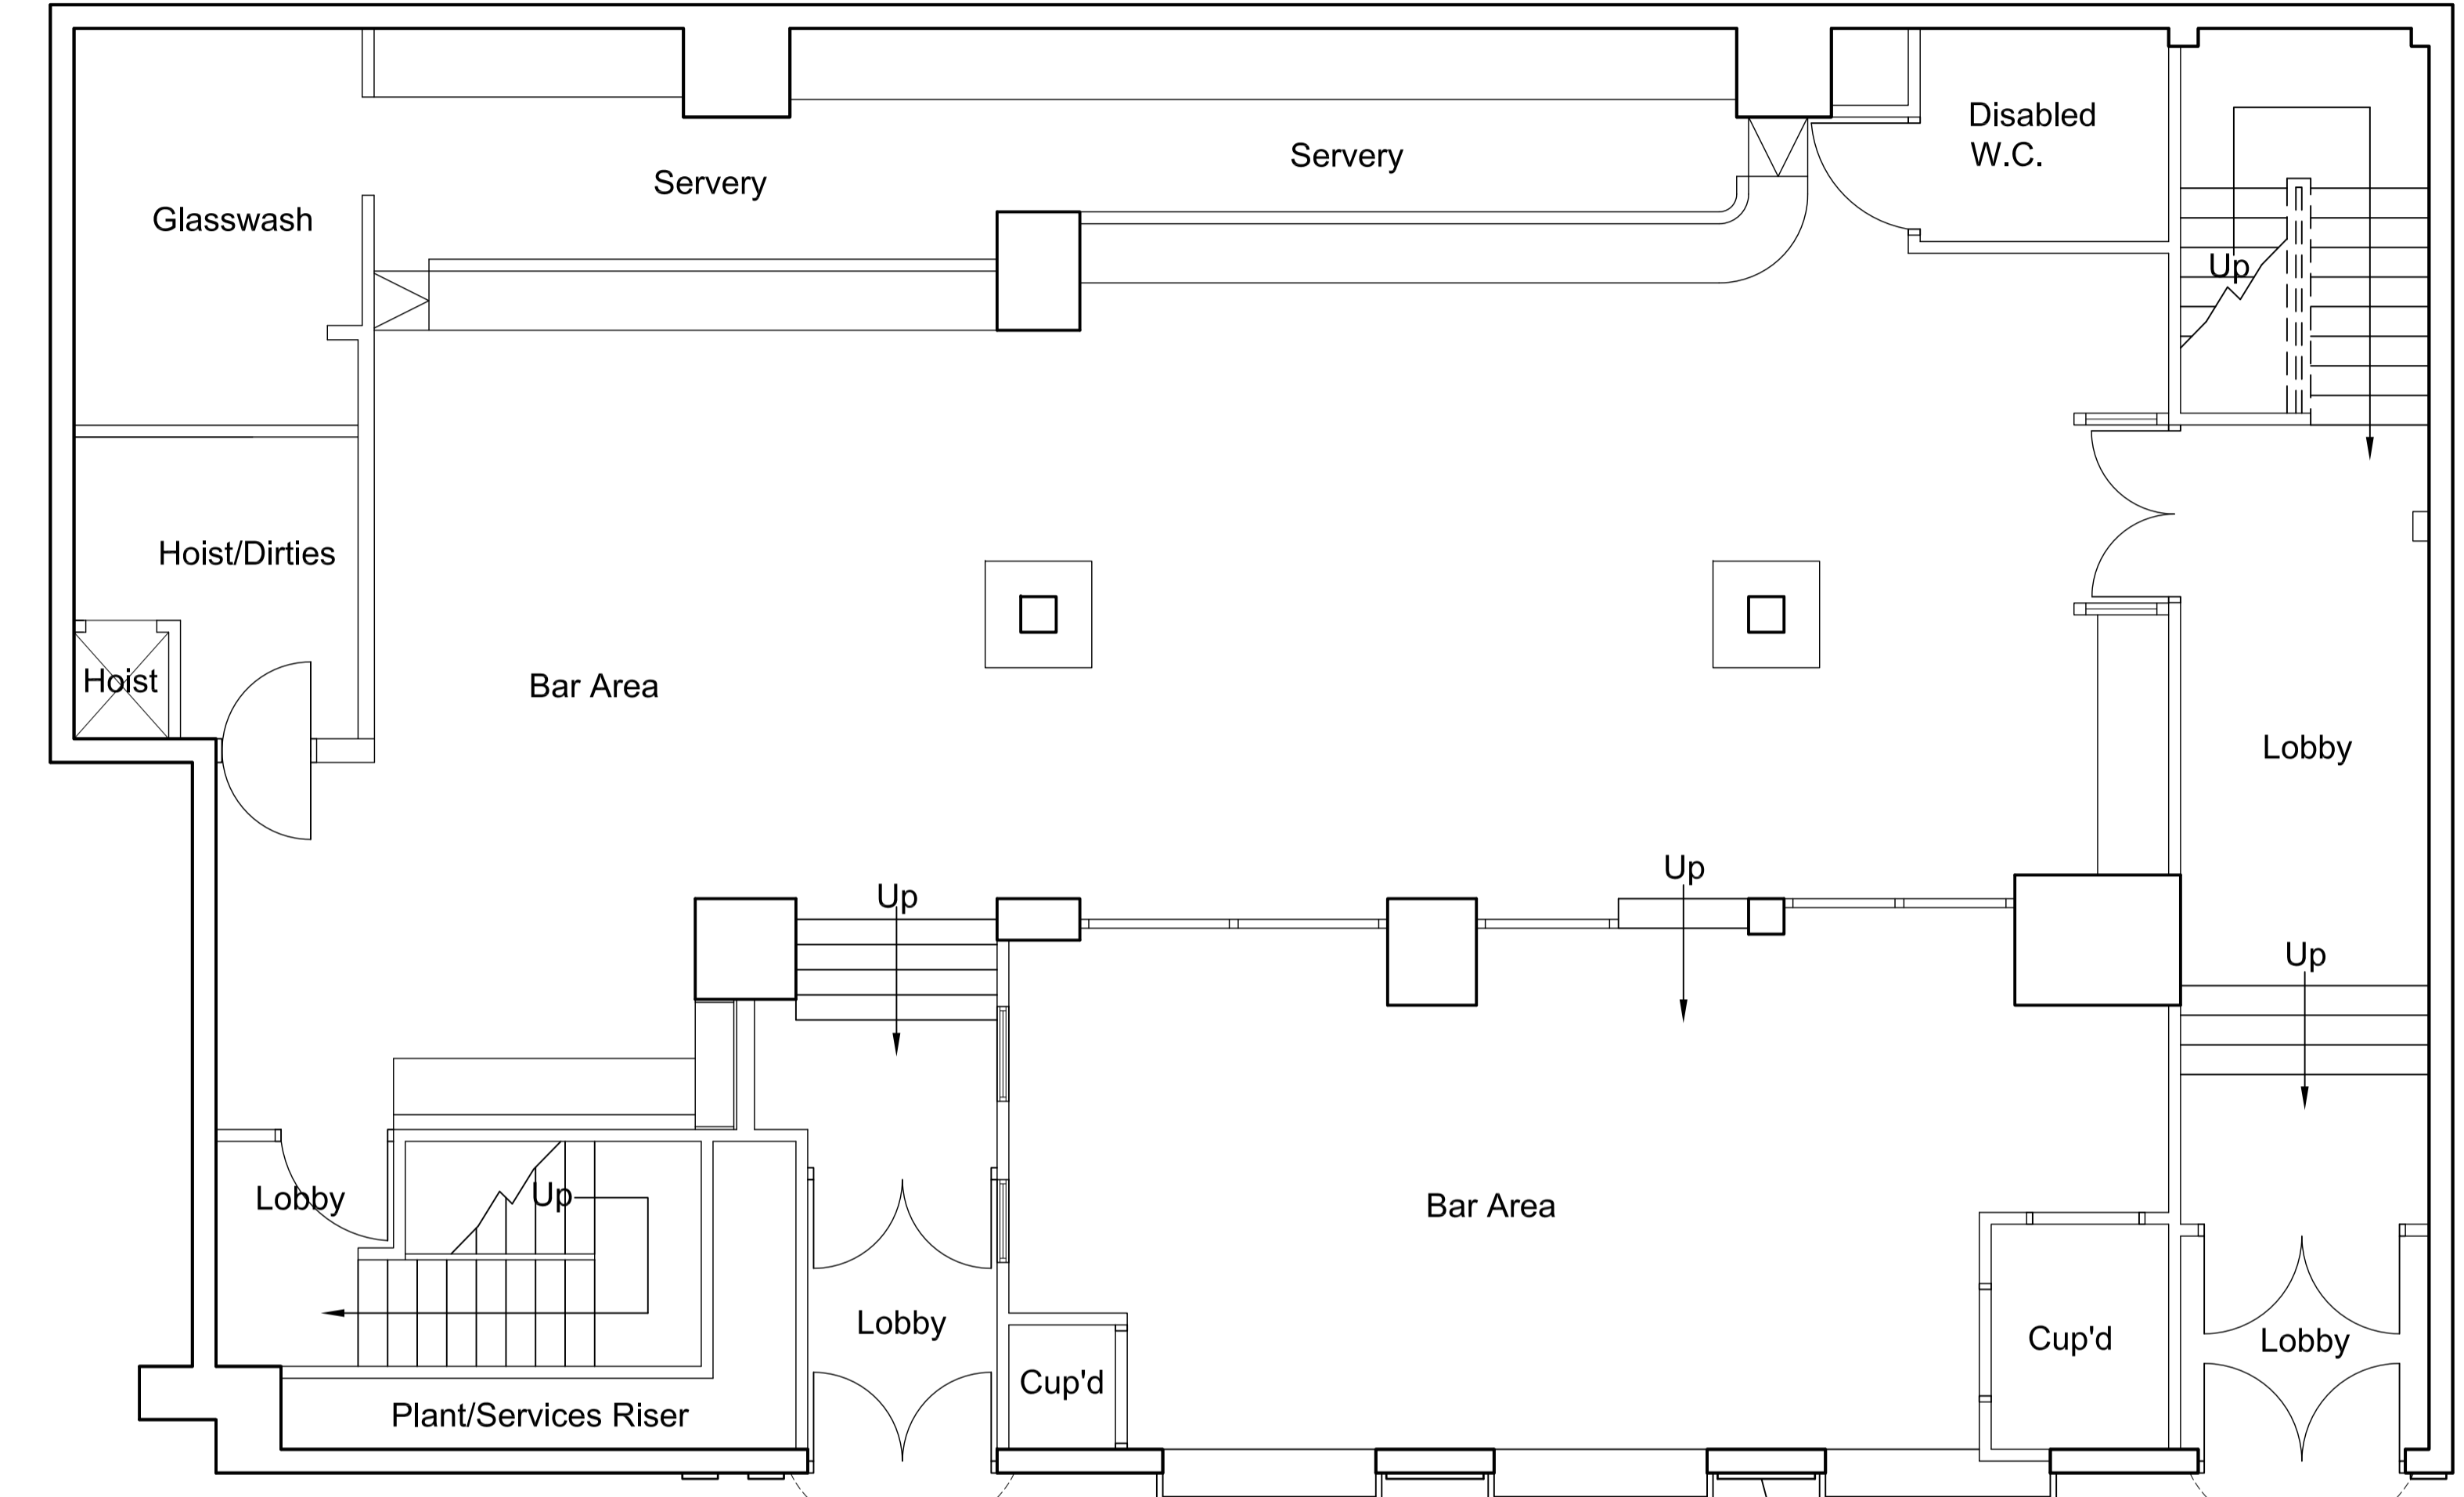 Disabled
W.C.
Servery
Servery
Glasswash
Up
Hoist/Dirties
Hoist
Bar Area
Lobby
Up
Up
Up
Lobby
Up
Bar Area
Lobby
Cup'd
Lobby
Cup'd
Plant/Services Riser